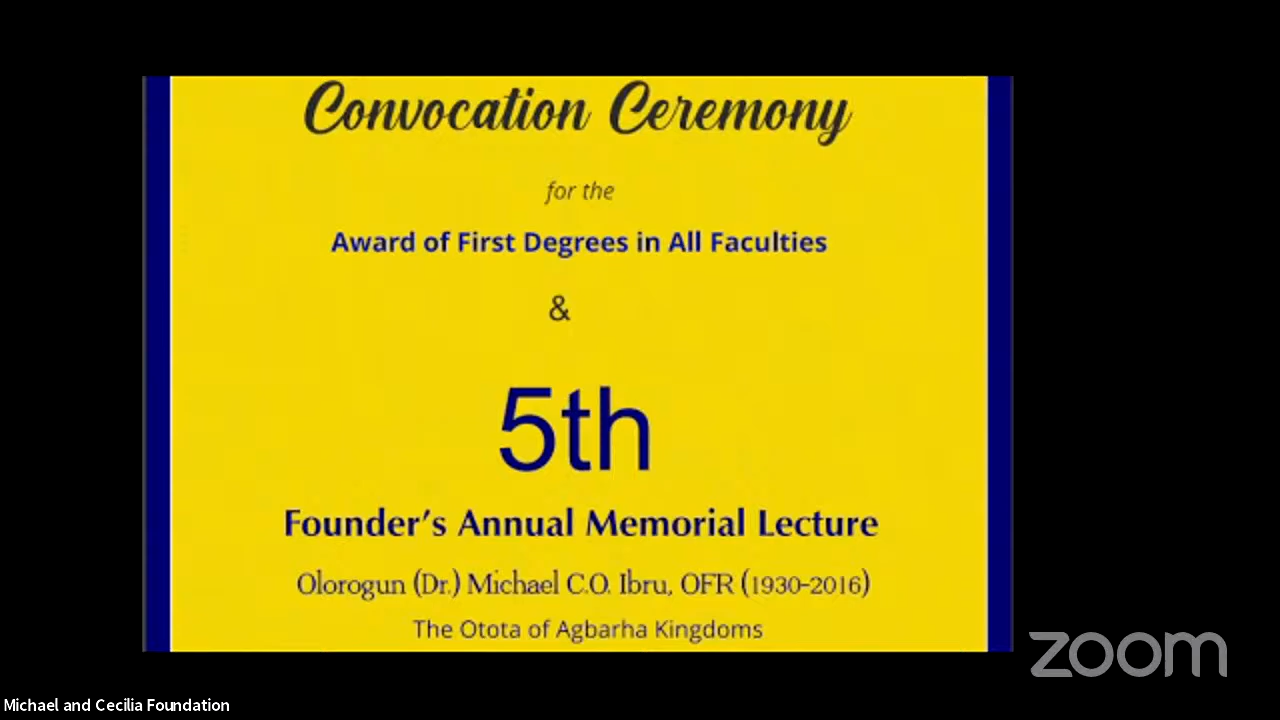 Convocation Ceremony
for the
Award of First Degrees in All Faculties
&
5th
Founder’s Annual Memorial Lecture
Olorogun (Dr.) Michael C.O. Ibru, OFR (1930-2016)
The Otota of Agbarha Kingdoms
zoom
Michael and Cecilia Foundation